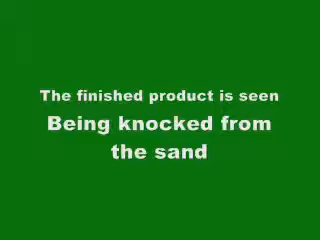 The finished product is seen
Being knocked from
the sand